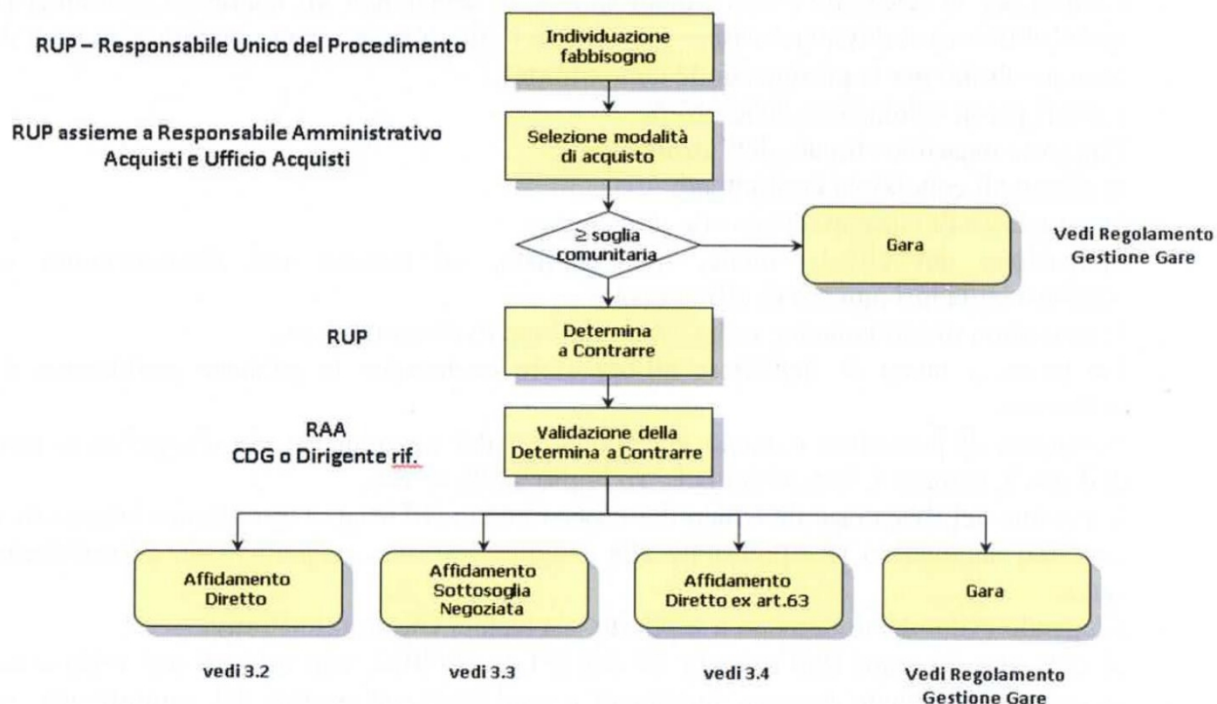 RUP – Responsabile Unico del Procedimento
Individuazione
fabbisogno
RUP assieme a Responsabile Amministrativo
Acquisti e Ufficio Acquisti
Selezione modalità
di acquisto
≥ soglia
comunitaria
Gara
Vedi Regolamento
Gestione Gare
RUP
Determina
a Contrarre
RAA
CDG o Dirigente rif.
Validazione della
Determina a Contrarre
Affidamento
Diretto
Affidamento
Sottosoglia
Negoziata
Affidamento
Diretto ex art.63
Gara
vedi 3.2
vedi 3.3
vedi 3.4
Vedi Regolamento
Gestione Gare